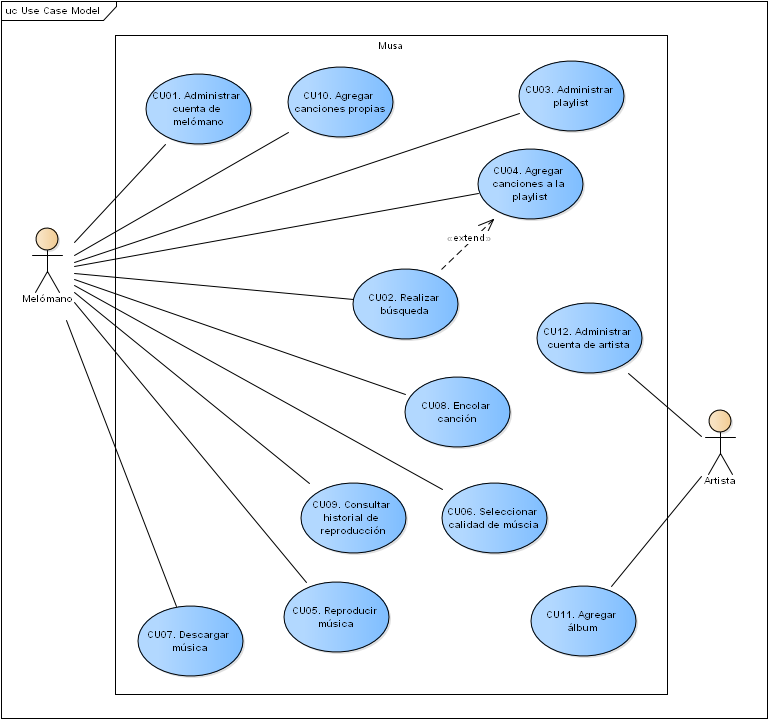 uc Use Case Model
Musa
CU01. Administrar
cuenta de
melómano
CU10. Agregar
canciones propias
CU03. Administrar
playlist
CU04. Agregar
canciones a la
playlist
«extend»
Melómano
CU02. Realizar
búsqueda
CU12. Administrar
cuenta de artista
CU08. Encolar
canción
Artista
CU09. Consultar
historial de
reproducción
CU06. Seleccionar
calidad de múscia
CU05. Reproducir
música
CU11. Agregar
álbum
CU07. Descargar
música